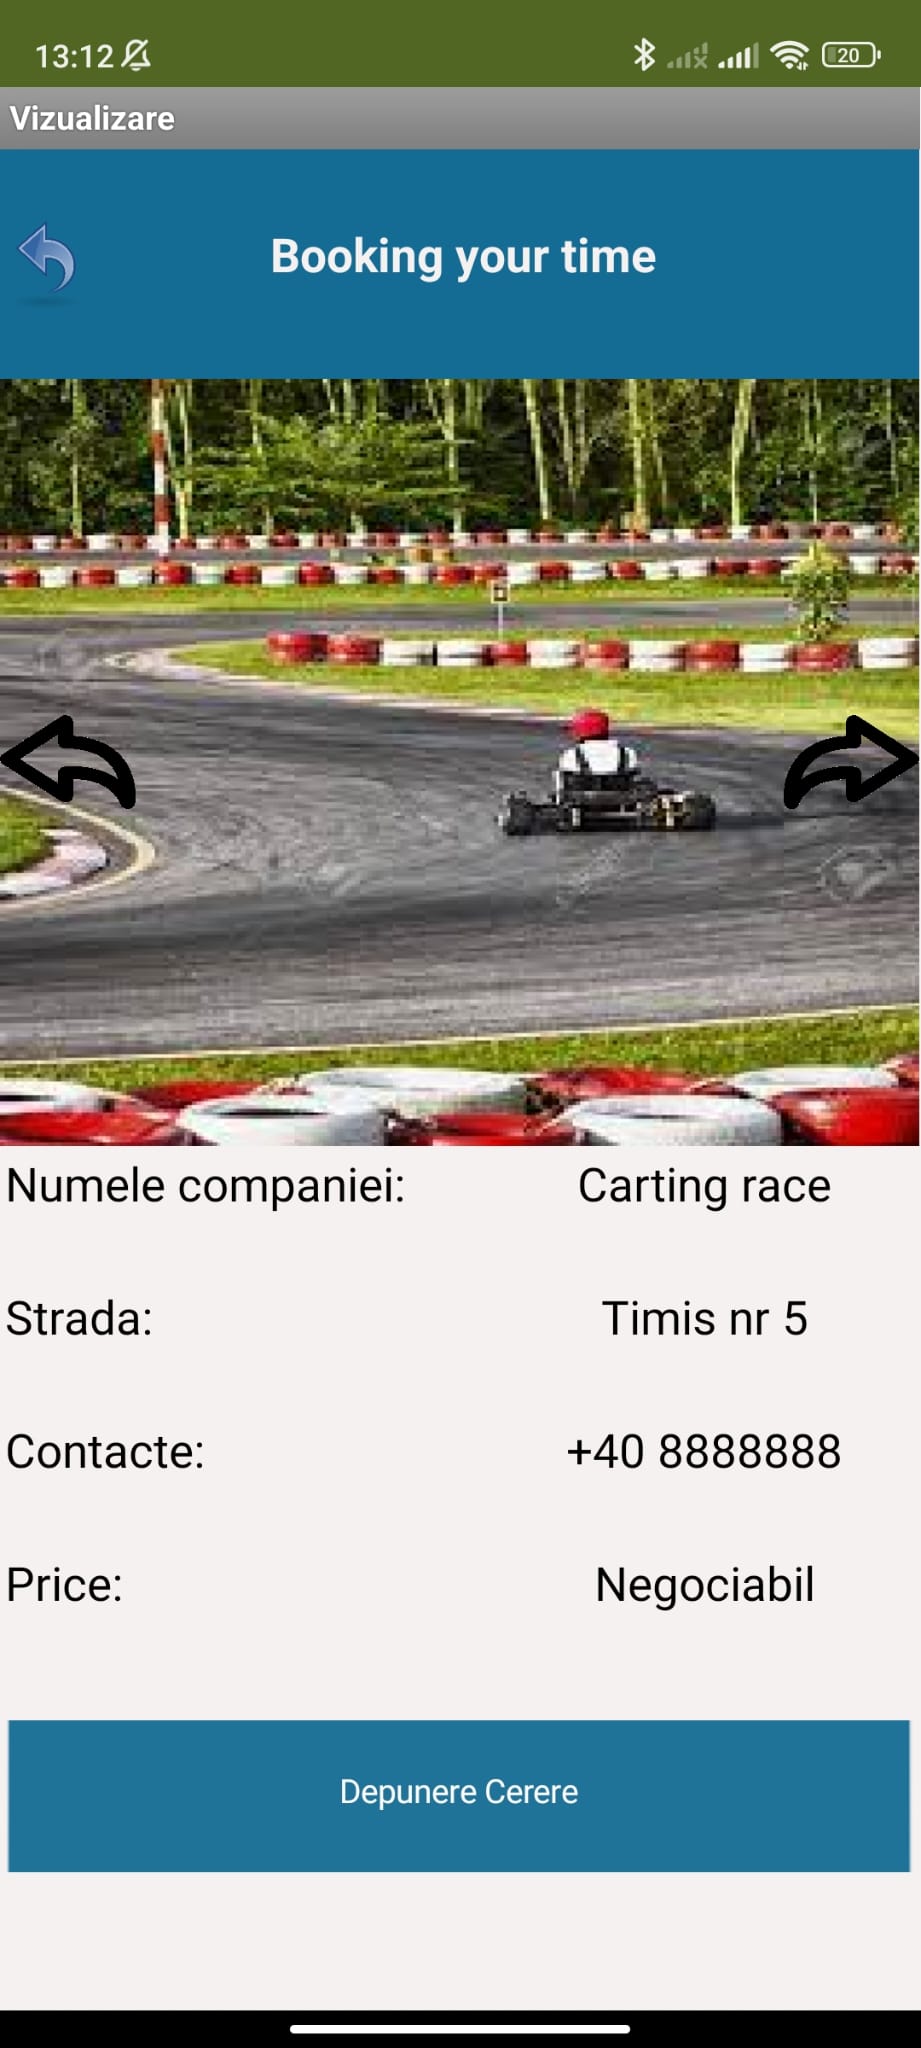 13:12
20
Vizualizare
Booking your time
Numele companiei: Carting race
Strada: Timis nr 5
Contacte: +40 8888888
Price: Negociabil
Depunere Cerere